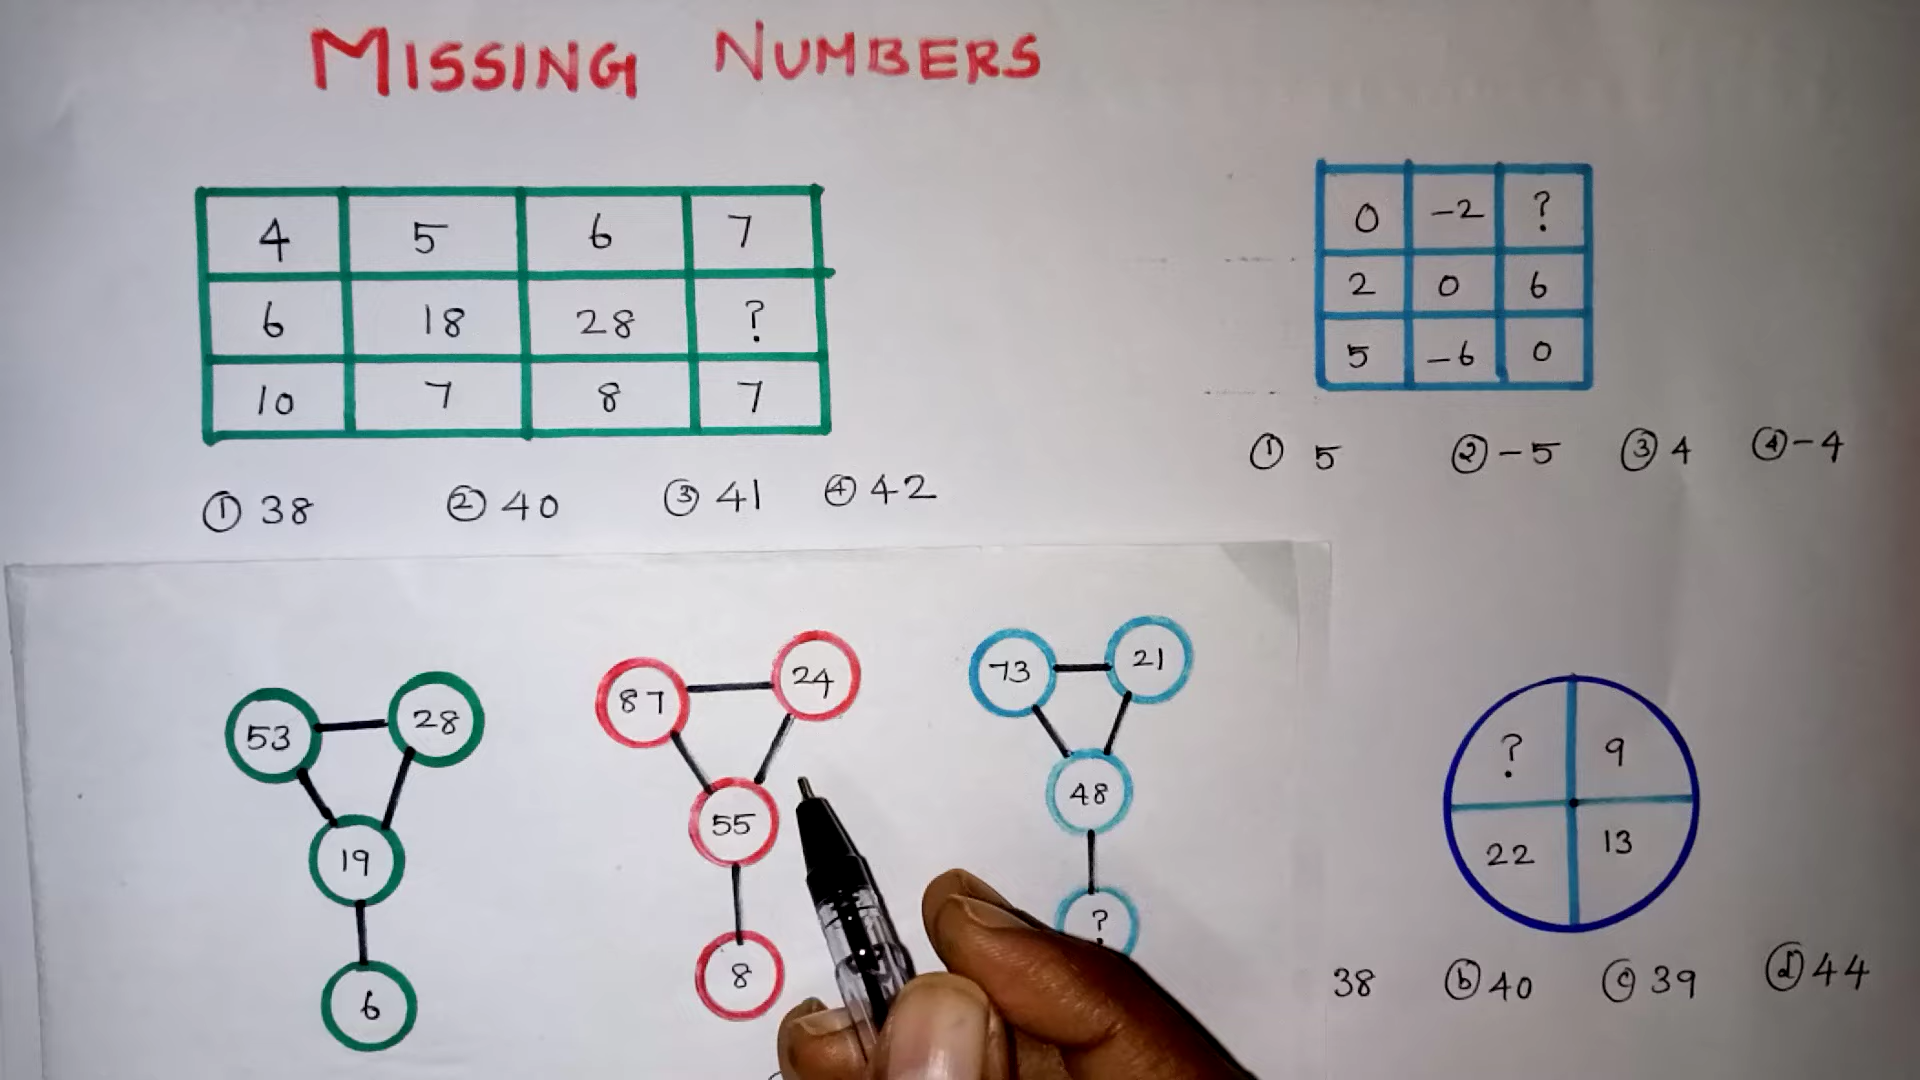 MISSING NUMBERS
4 5 6 7
6 18 28 ?
10 7 8 7
① 38 ② 40 ③ 41 ④ 42
0 -2 ?
2 0 6
5 -6 0
① 5 ② -5 ③ 4 ④ -4
53 28
19
6
87 24
55
8
73 21
48
?
? 9
22 13
38 ⓑ 40 ⓒ 39 ⓓ 44